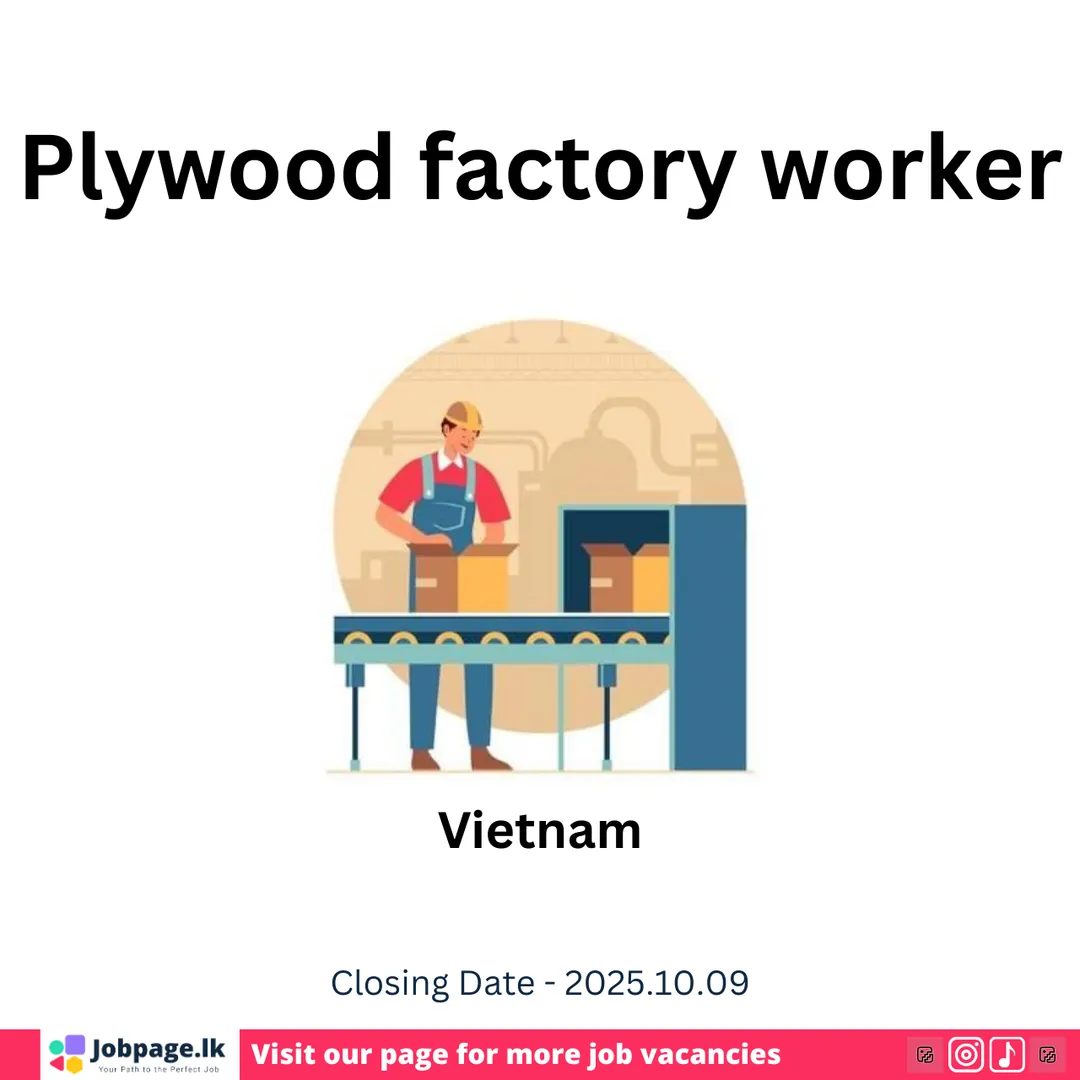 Plywood factory worker
Vietnam
Closing Date - 2025.10.09
Jobpage.lk
Your Path to the Perfect Job
Visit our page for more job vacancies